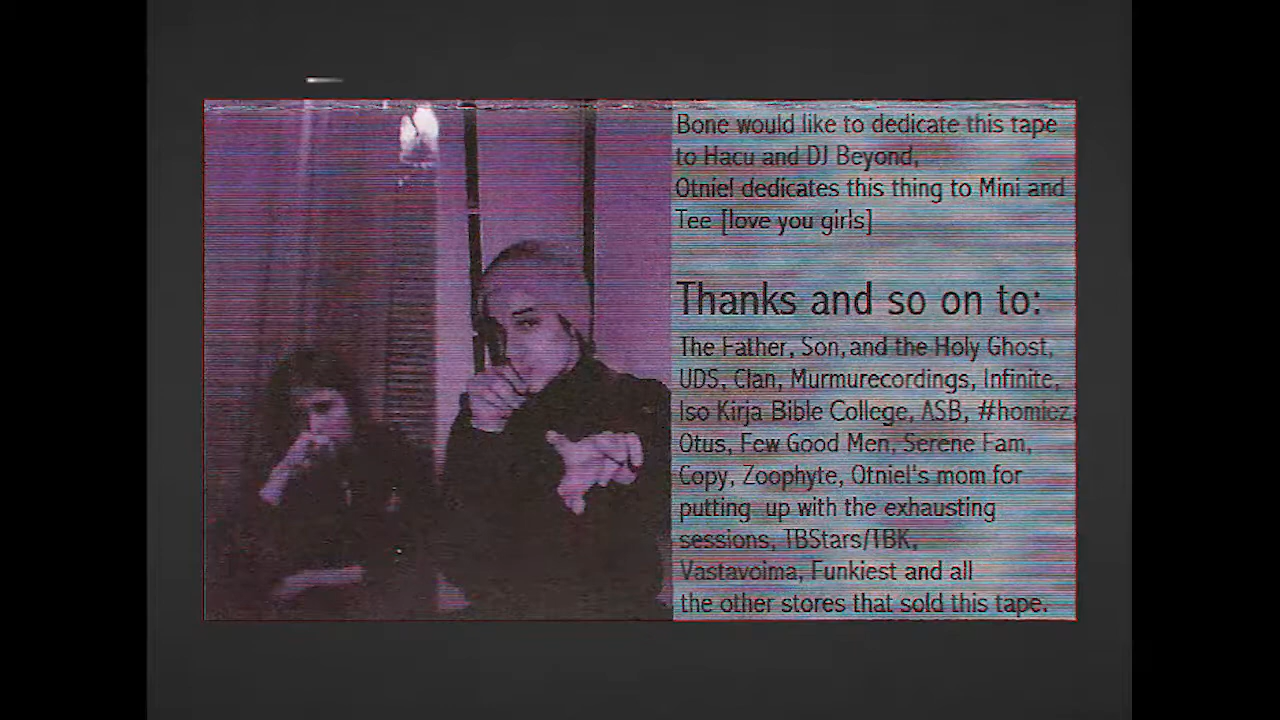 Bone would like to dedicate this tape
to Hacu and DJ Beyond,
Otniel dedicates this thing to Mini and
Tee [love you girls]
Thanks and so on to:
The Father, Son, and the Holy Ghost,
UDS, Clan, Murmurecordings, Infinite,
Iso Kirja Bible College, ASB, #homiez,
Otus, Few Good Men, Serene Fam,
Copy, Zoophyte, Otniel's mom for
putting up with the exhausting
sessions, TBStars/TBK,
Vastavoima, Funkiest and all
the other stores that sold this tape.